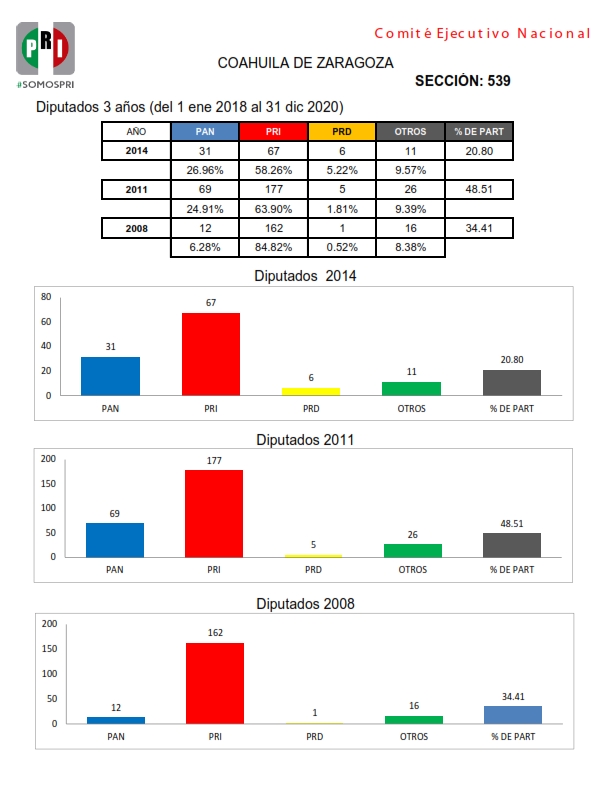 Comité Ejecutivo Nacional
PRI
#SOMOSPRI
COAHUILA DE ZARAGOZA
SECCIÓN: 539
Diputados 3 años (del 1 ene 2018 al 31 dic 2020)
AÑO PAN PRI PRD OTROS % DE PART
2014 31 67 6 11 20.80
26.96% 58.26% 5.22% 9.57%
2011 69 177 5 26 48.51
24.91% 63.90% 1.81% 9.39%
2008 12 162 1 16 34.41
6.28% 84.82% 0.52% 8.38%
Diputados 2014
80
60
40
20
0
31 67 6 11 20.80
PAN PRI PRD OTROS % DE PART
Diputados 2011
200
150
100
50
0
69 177 5 26 48.51
PAN PRI PRD OTROS % DE PART
Diputados 2008
200
150
100
50
0
12 162 1 16 34.41
PAN PRI PRD OTROS % DE PART